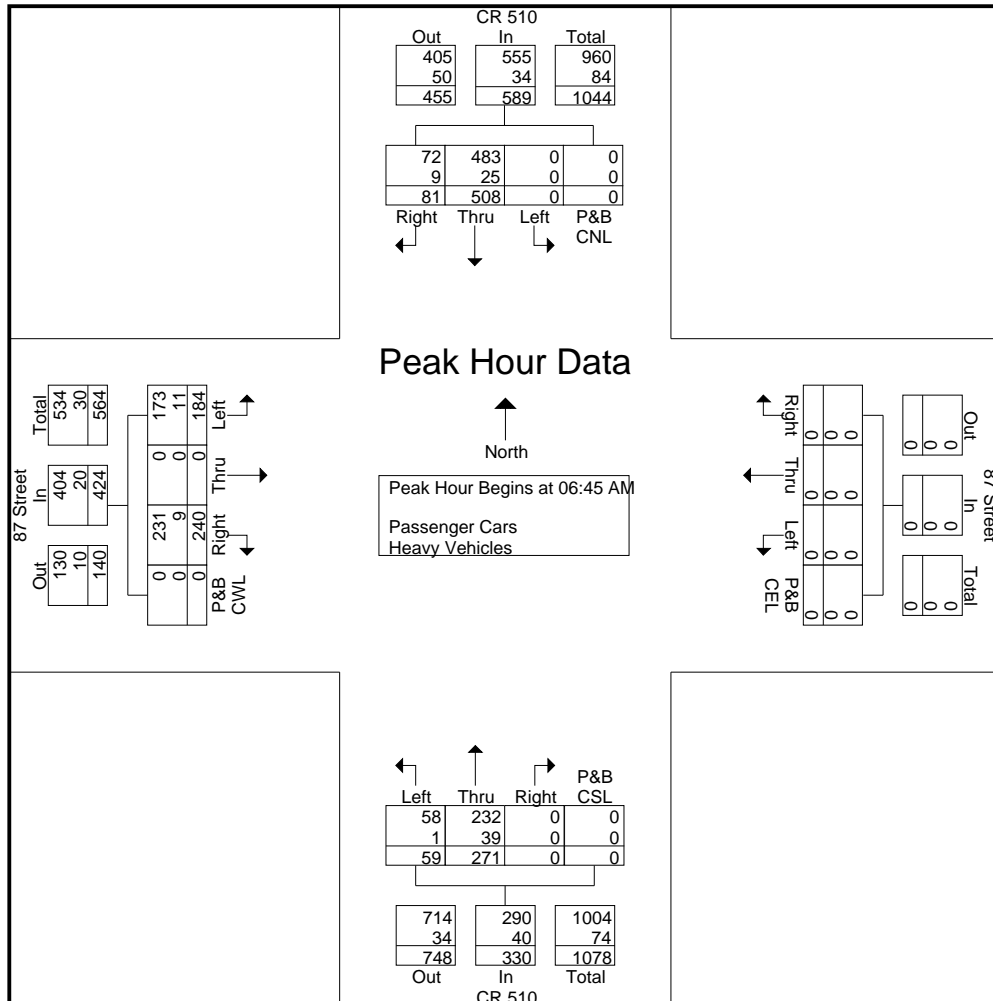 CR 510
Out In Total
405 555 960
50 34 84
455 589 1044
72 483 0 0
9 25 0 0
81 508 0 0
Right Thru Left P&B
CNL
Peak Hour Data
North
Peak Hour Begins at 06:45 AM
Passenger Cars
Heavy Vehicles
87 Street
Total In Out
534 404 130
30 20 10
564 424 140
173 0 231 0
11 0 9 0
184 0 240 0
Left Thru Right P&B
CWL
87 Street
Out In Total
0 0 0
0 0 0
0 0 0
0 0 0 0
0 0 0 0
0 0 0 0
Right Thru Left P&B
CEL
P&B
Left Thru Right CSL
58 232 0 0
1 39 0 0
59 271 0 0
714 290 1004
34 40 74
748 330 1078
Out In Total
CR 510